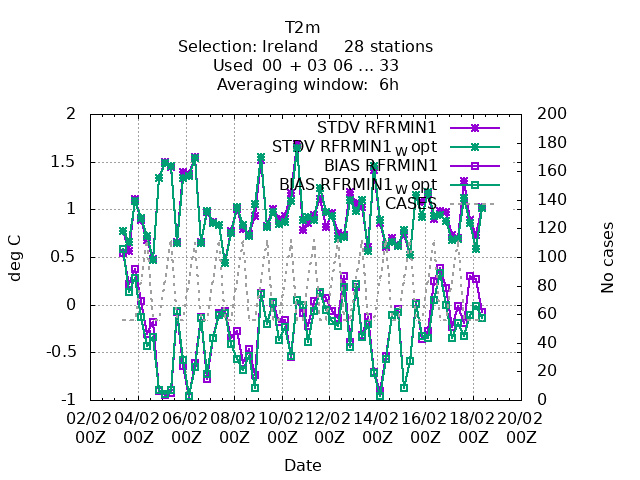 T2m
Selection: Ireland 28 stations
Used 00 + 03 06 ... 33
Averaging window: 6h
2
1.5
1
0.5
0
-0.5
-1
deg C
200
180
160
140
120
100
80
60
40
20
0
No cases
STDV RFRMIN1
STDV RFRMIN1_W opt
BIAS RFRMIN1
BIAS RFRMIN1_W opt
CASES
02/02 04/02 06/02 08/02 10/02 12/02 14/02 16/02 18/02 20/02
00Z 00Z 00Z 00Z 00Z 00Z 00Z 00Z 00Z 00Z
Date